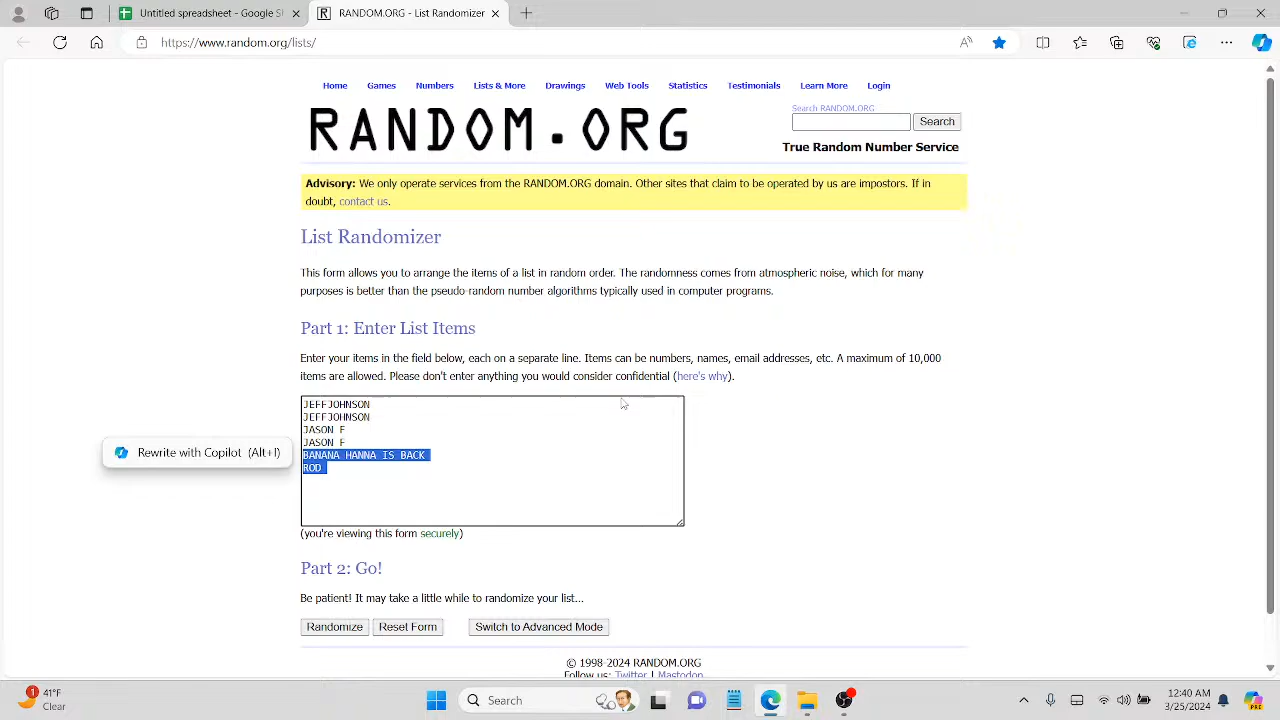 Untitled spreadsheet - Google Sl
RANDOM.ORG - List Randomizer
https://www.random.org/lists/
Home Games Numbers Lists & More Drawings Web Tools Statistics Testimonials Learn More Login
Search RANDOM.ORG
RANDOM.ORG
Search
True Random Number Service
Advisory: We only operate services from the RANDOM.ORG domain. Other sites that claim to be operated by us are impostors. If in
doubt, contact us.
List Randomizer
This form allows you to arrange the items of a list in random order. The randomness comes from atmospheric noise, which for many
purposes is better than the pseudo-random number algorithms typically used in computer programs.
Part 1: Enter List Items
Enter your items in the field below, each on a separate line. Items can be numbers, names, email addresses, etc. A maximum of 10,000
items are allowed. Please don't enter anything you would consider confidential (here's why).
JEFFJOHNSON
JEFFJOHNSON
JASON F
JASON F
BANANA HANNA IS BACK
ROD
Rewrite with Copilot (Alt+I)
(you're viewing this form securely)
Part 2: Go!
Be patient! It may take a little while to randomize your list...
Randomize Reset Form Switch to Advanced Mode
© 1998-2024 RANDOM.ORG
Follow us: Twitter | Mastodon
1
41°F
Clear
Search
2:40 AM
3/25/2024
PRE